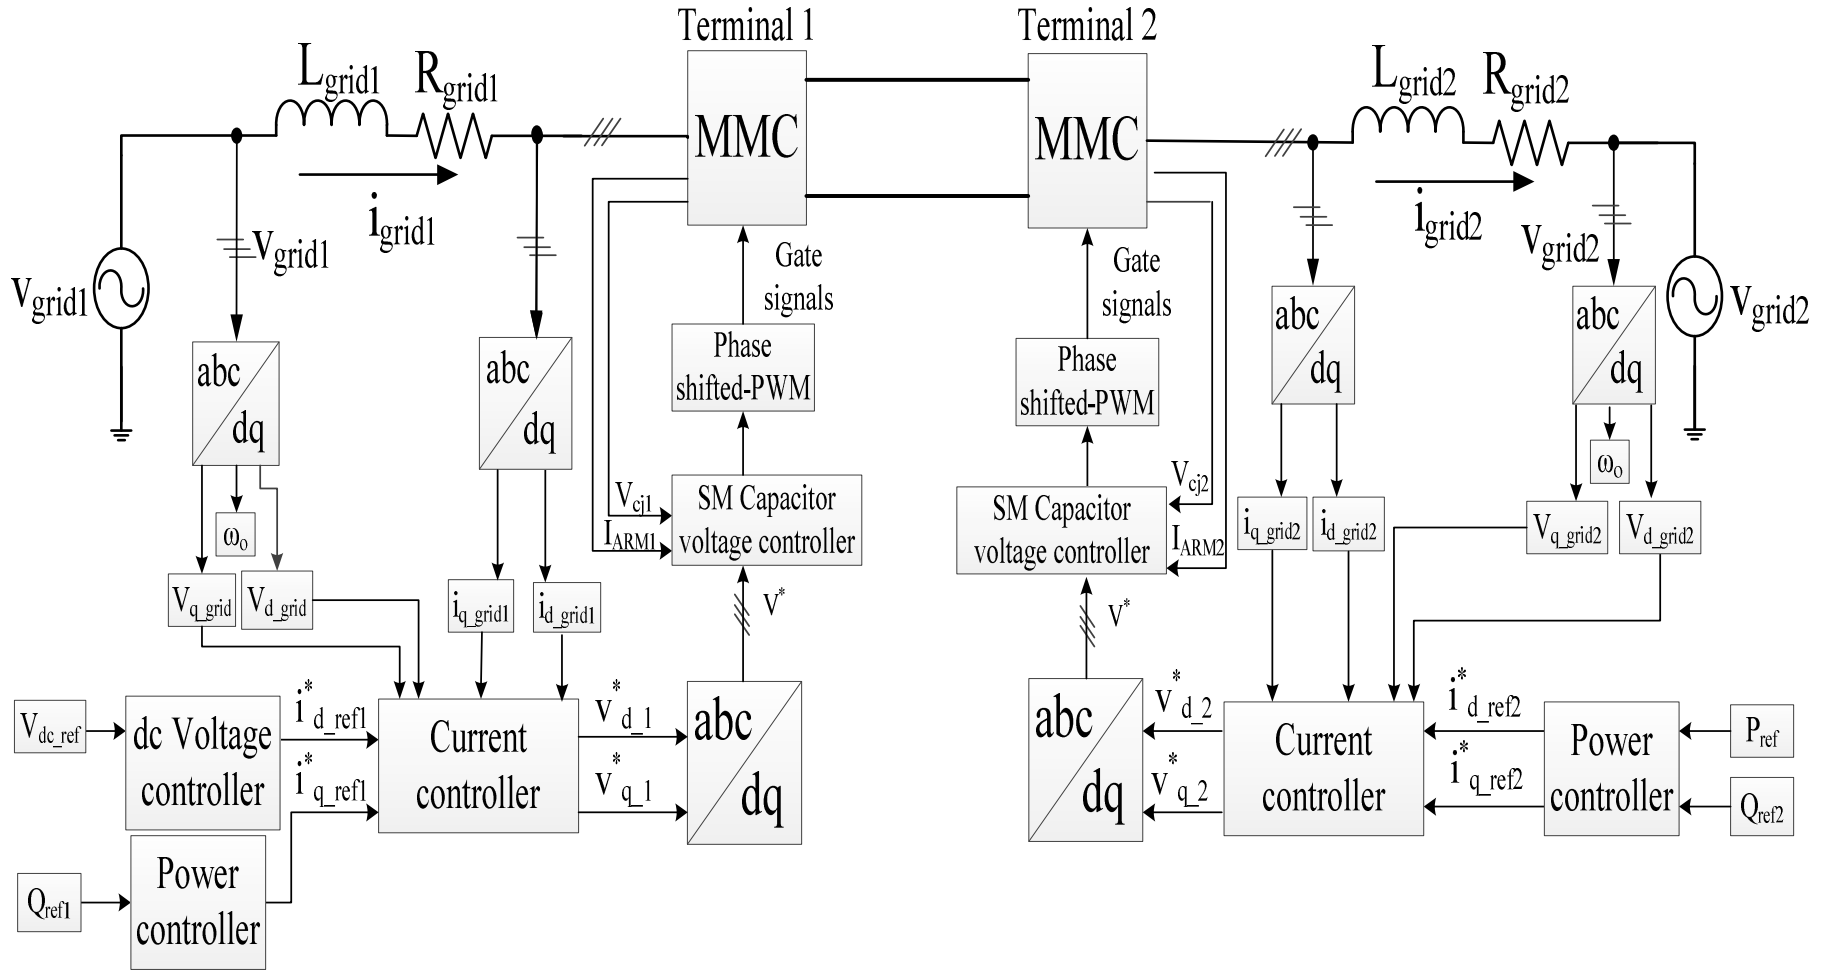 Terminal 1
Terminal 2
L_grid1
R_grid1
L_grid2
R_grid2
MMC
MMC
i_grid1
i_grid2
v_grid1
v_grid2
v_grid1
v_grid2
Gate
signals
Gate
signals
abc
dq
abc
dq
Phase
shifted-PWM
Phase
shifted-PWM
abc
dq
abc
dq
ω_o
ω_o
V_cj1
I_ARM1
SM Capacitor
voltage controller
SM Capacitor
voltage controller
V_cj2
I_ARM2
i_q_grid2
i_d_grid2
V_q_grid2
V_d_grid2
V_q_grid
V_d_grid
i_q_grid1
i_d_grid1
V*
V*
V_dc_ref
dc Voltage
controller
i*_d_ref1
i*_q_ref1
Current
controller
v*_d_1
v*_q_1
abc
dq
abc
dq
v*_d_2
v*_q_2
Current
controller
i*_d_ref2
i*_q_ref2
Power
controller
P_ref
Q_ref2
Q_ref1
Power
controller